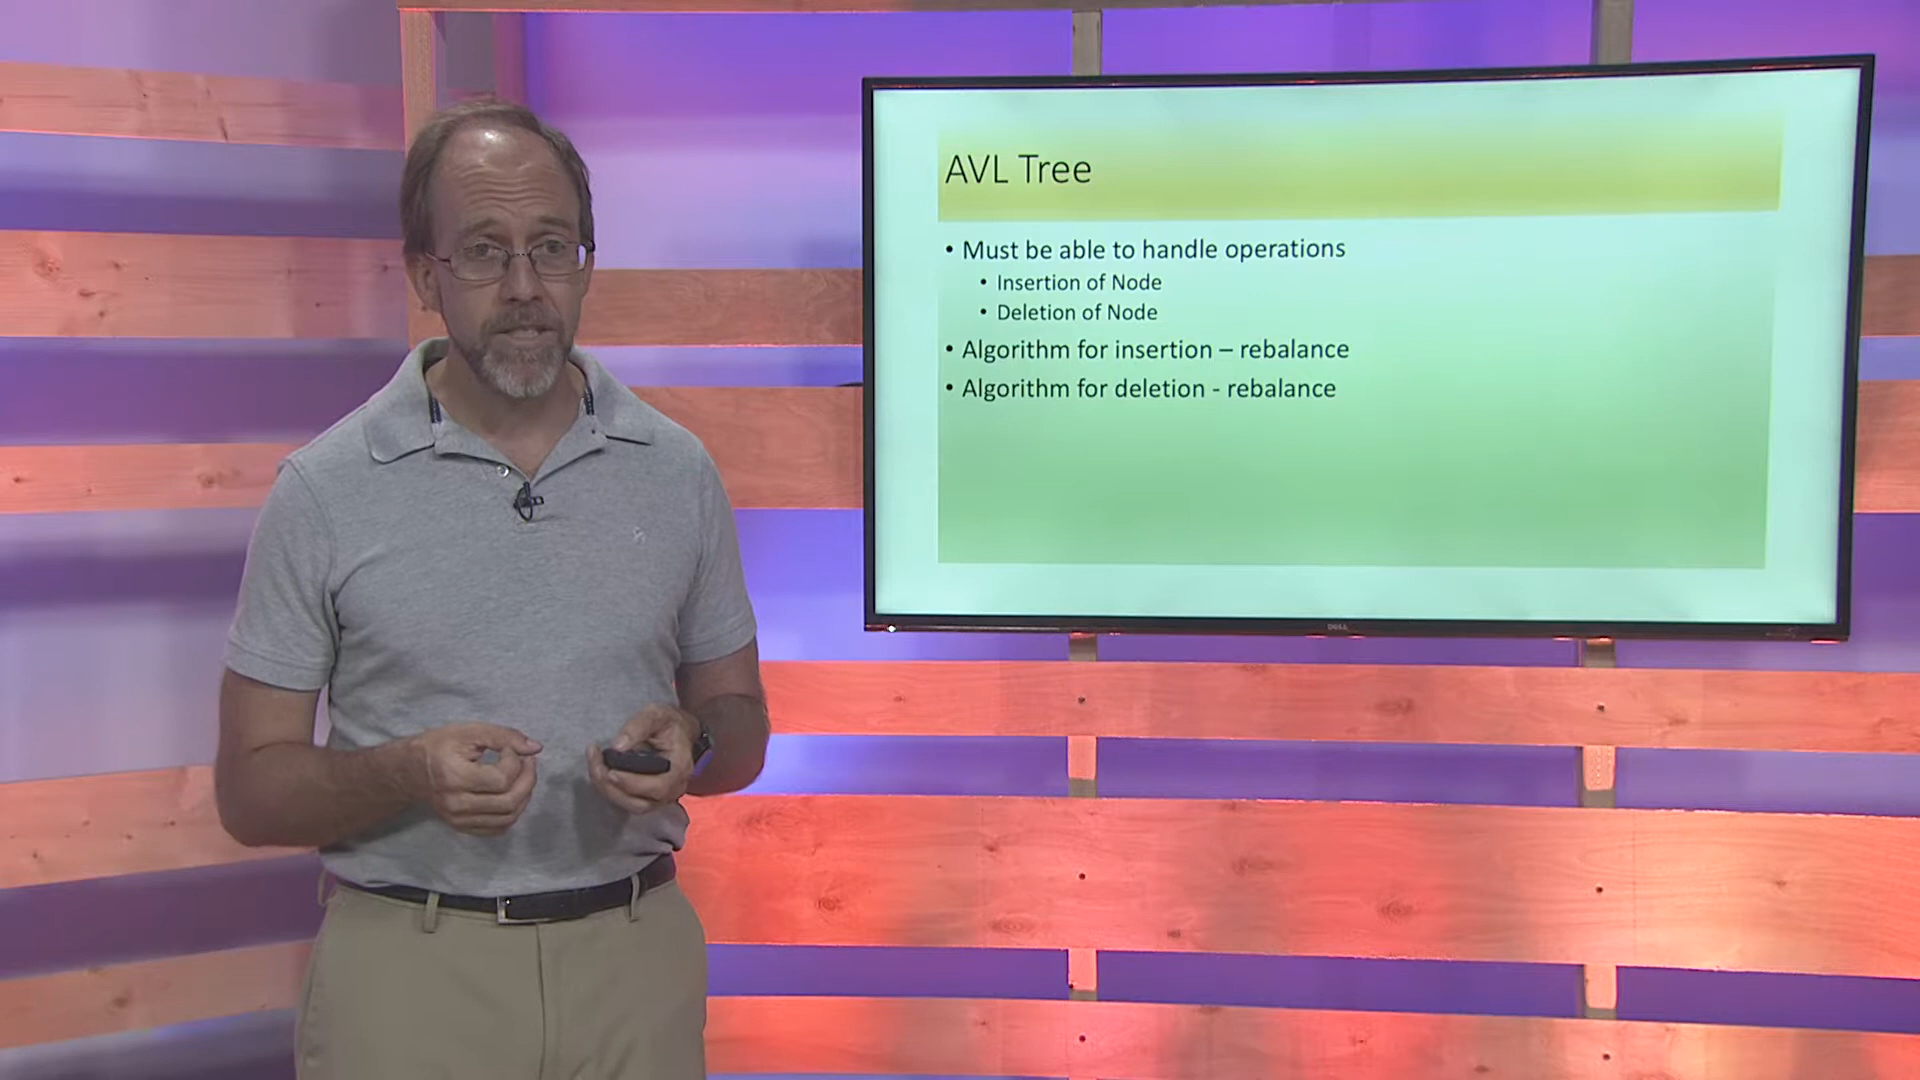 AVL Tree
• Must be able to handle operations
• Insertion of Node
• Deletion of Node
• Algorithm for insertion – rebalance
• Algorithm for deletion - rebalance
DELL